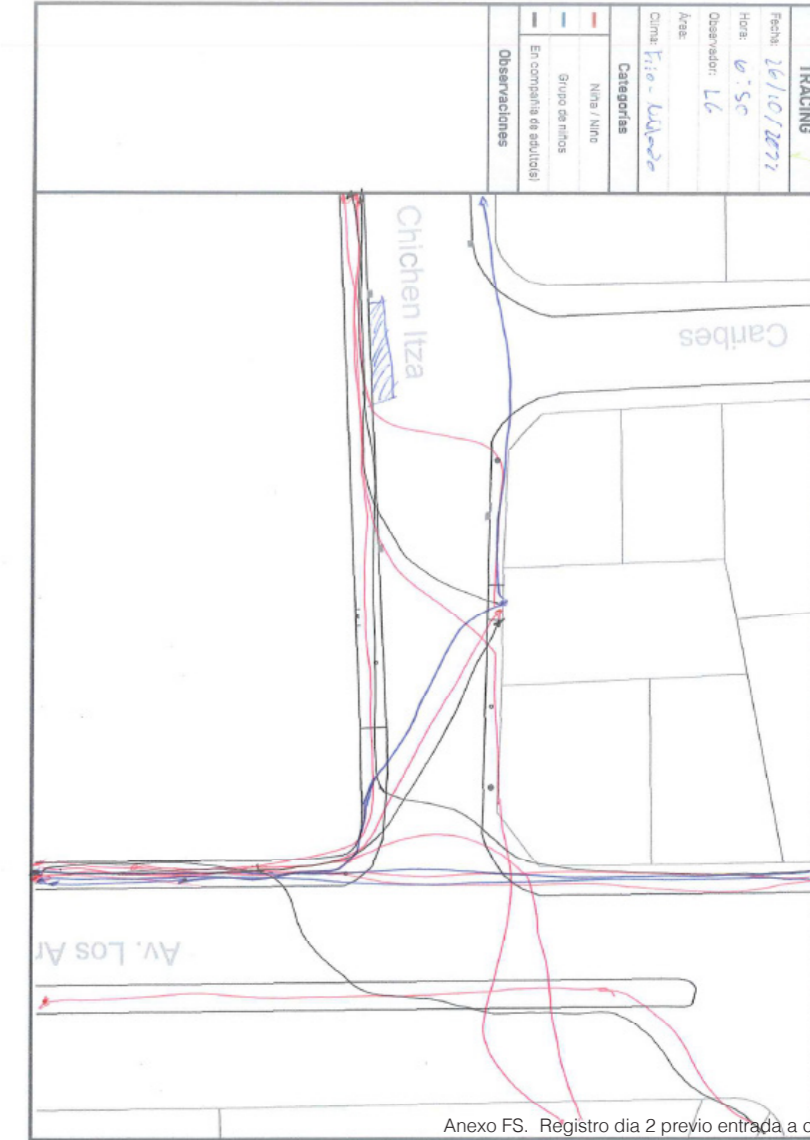 TRACING
Fecha: 26/10/2022
Hora: 6:50
Observador: LG
Área:
Clima: Frio - Nublado
Categorías
Niña / Niño
Grupo de niños
En compañía de adulto(s)
Observaciones
Chichen Itza
Caribes
Av. Los Ar
Anexo FS. Registro dia 2 previo entrada a c